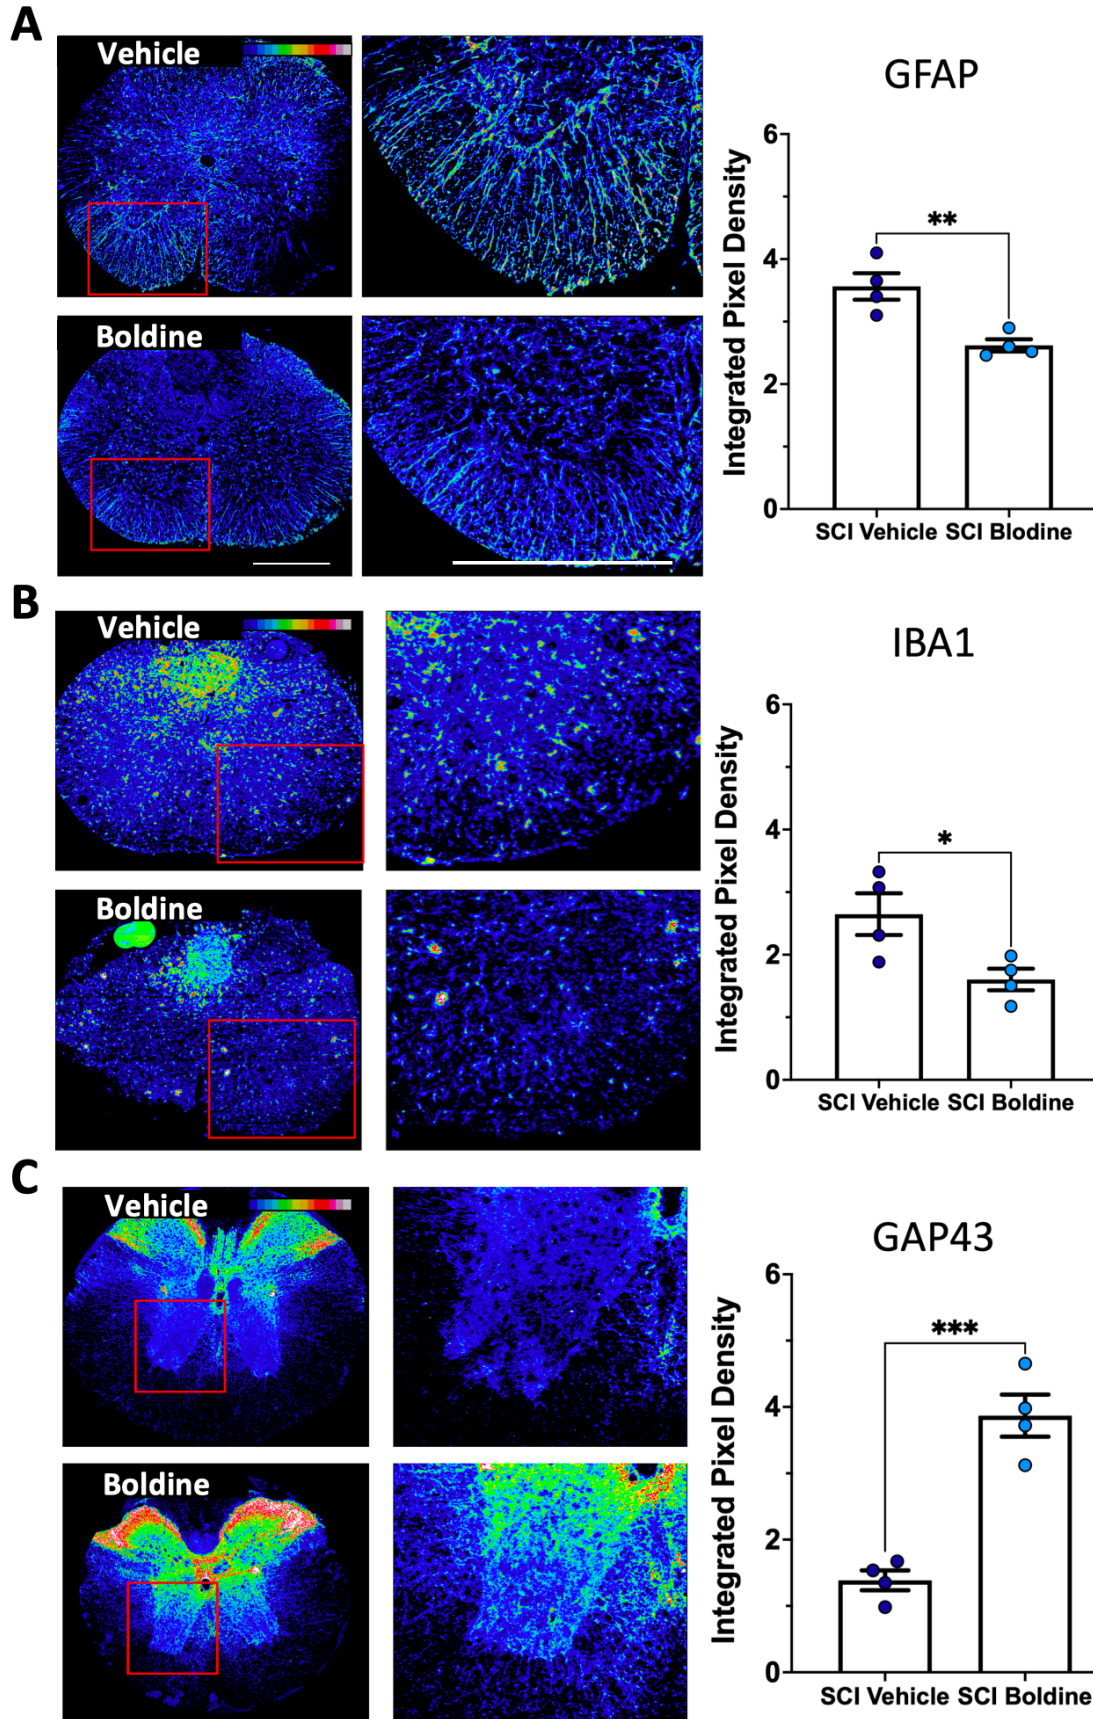 A
Vehicle
Boldine
GFAP
Integrated Pixel Density
6
4
2
0
**
SCI Vehicle SCI Blodine
B
Vehicle
Boldine
IBA1
Integrated Pixel Density
6
4
2
0
*
SCI Vehicle SCI Boldine
C
Vehicle
Boldine
GAP43
Integrated Pixel Density
6
4
2
0
***
SCI Vehicle SCI Boldine